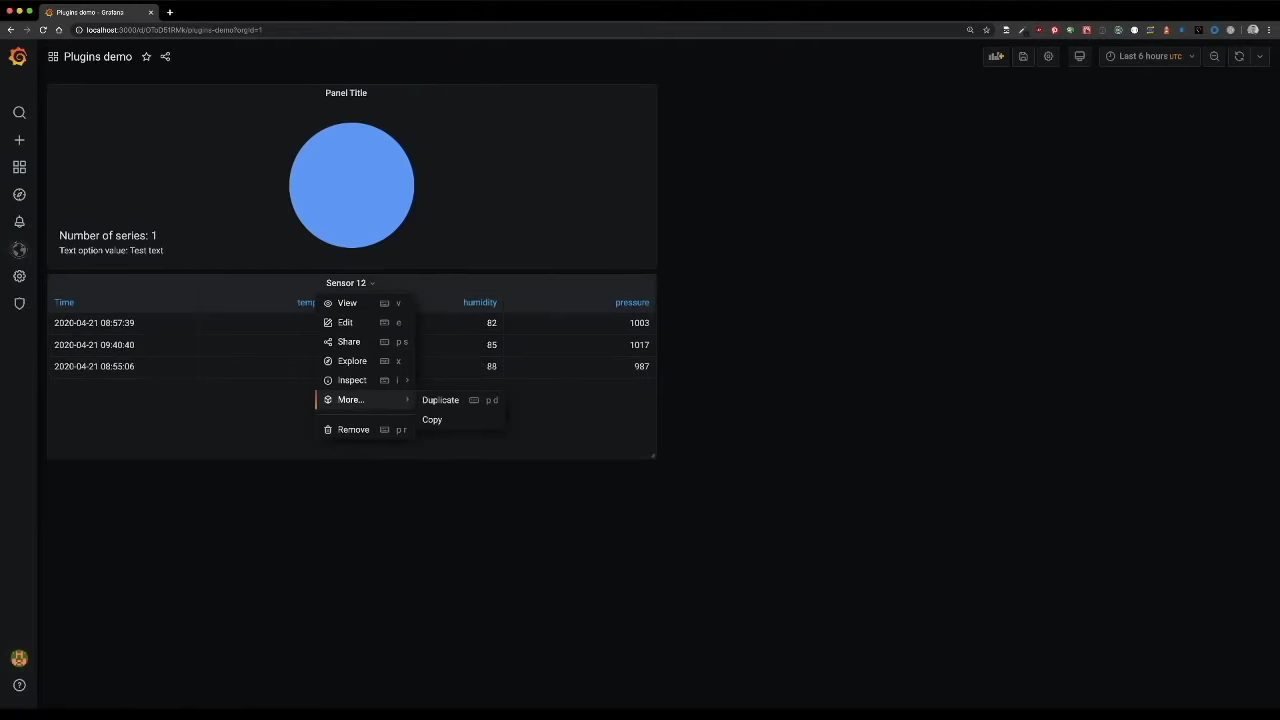 Plugins demo - Grafana
localhost:3000/d/OToD51RMk/plugins-demo?orgId=1
Plugins demo
Last 6 hours UTC
Panel Title
Number of series: 1
Text option value: Test text
Sensor 12
Time temp humidity pressure
2020-04-21 08:57:39 82 1003
2020-04-21 09:40:40 85 1017
2020-04-21 08:55:06 88 987
View v
Edit e
Share p s
Explore x
Inspect i
More...
Remove p r
Duplicate p d
Copy